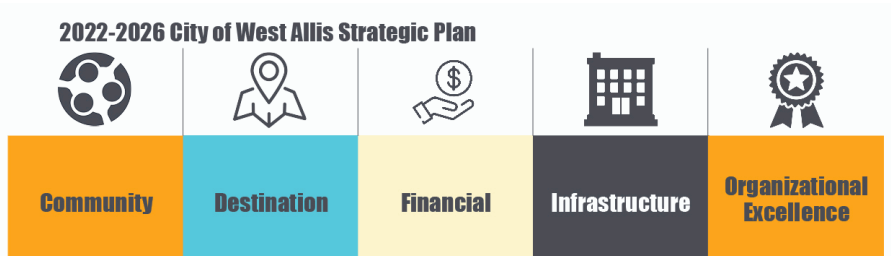 2022-2026 City of West Allis Strategic Plan
$
Community
Destination
Financial
Infrastructure
Organizational
Excellence